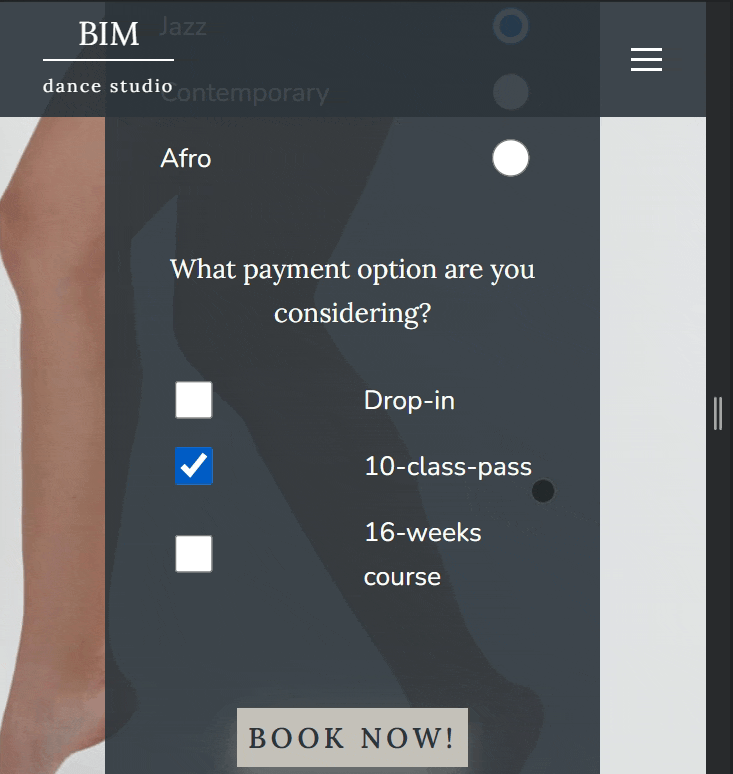 BIM
dance studio
Jazz
Contemporary
Afro
What payment option are you
considering?
Drop-in
10-class-pass
16-weeks
course
BOOK NOW!